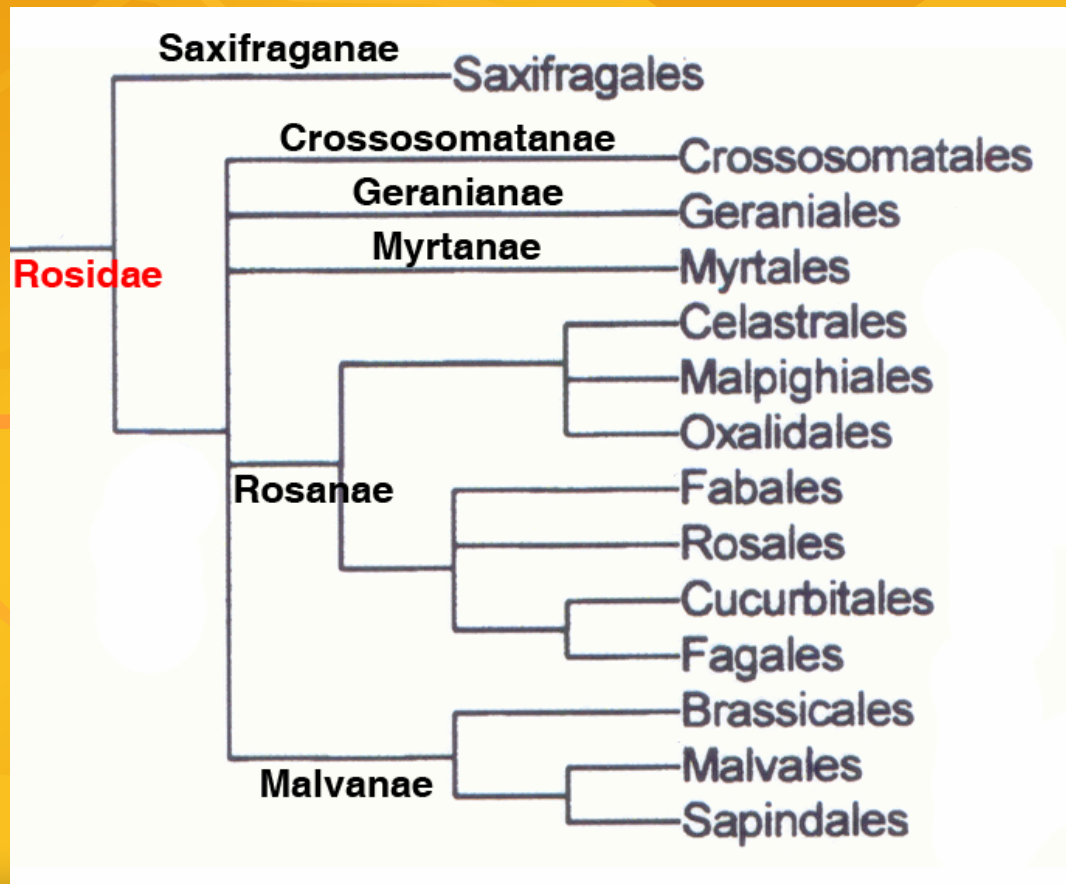 Saxifraganae
Saxifragales
Crossosomatanae
Crossosomatales
Geranianae
Geraniales
Myrtanae
Rosidae
Myrtales
Celastrales
Malpighiales
Oxalidales
Rosanae
Fabales
Rosales
Cucurbitales
Fagales
Brassicales
Malvanae
Malvales
Sapindales